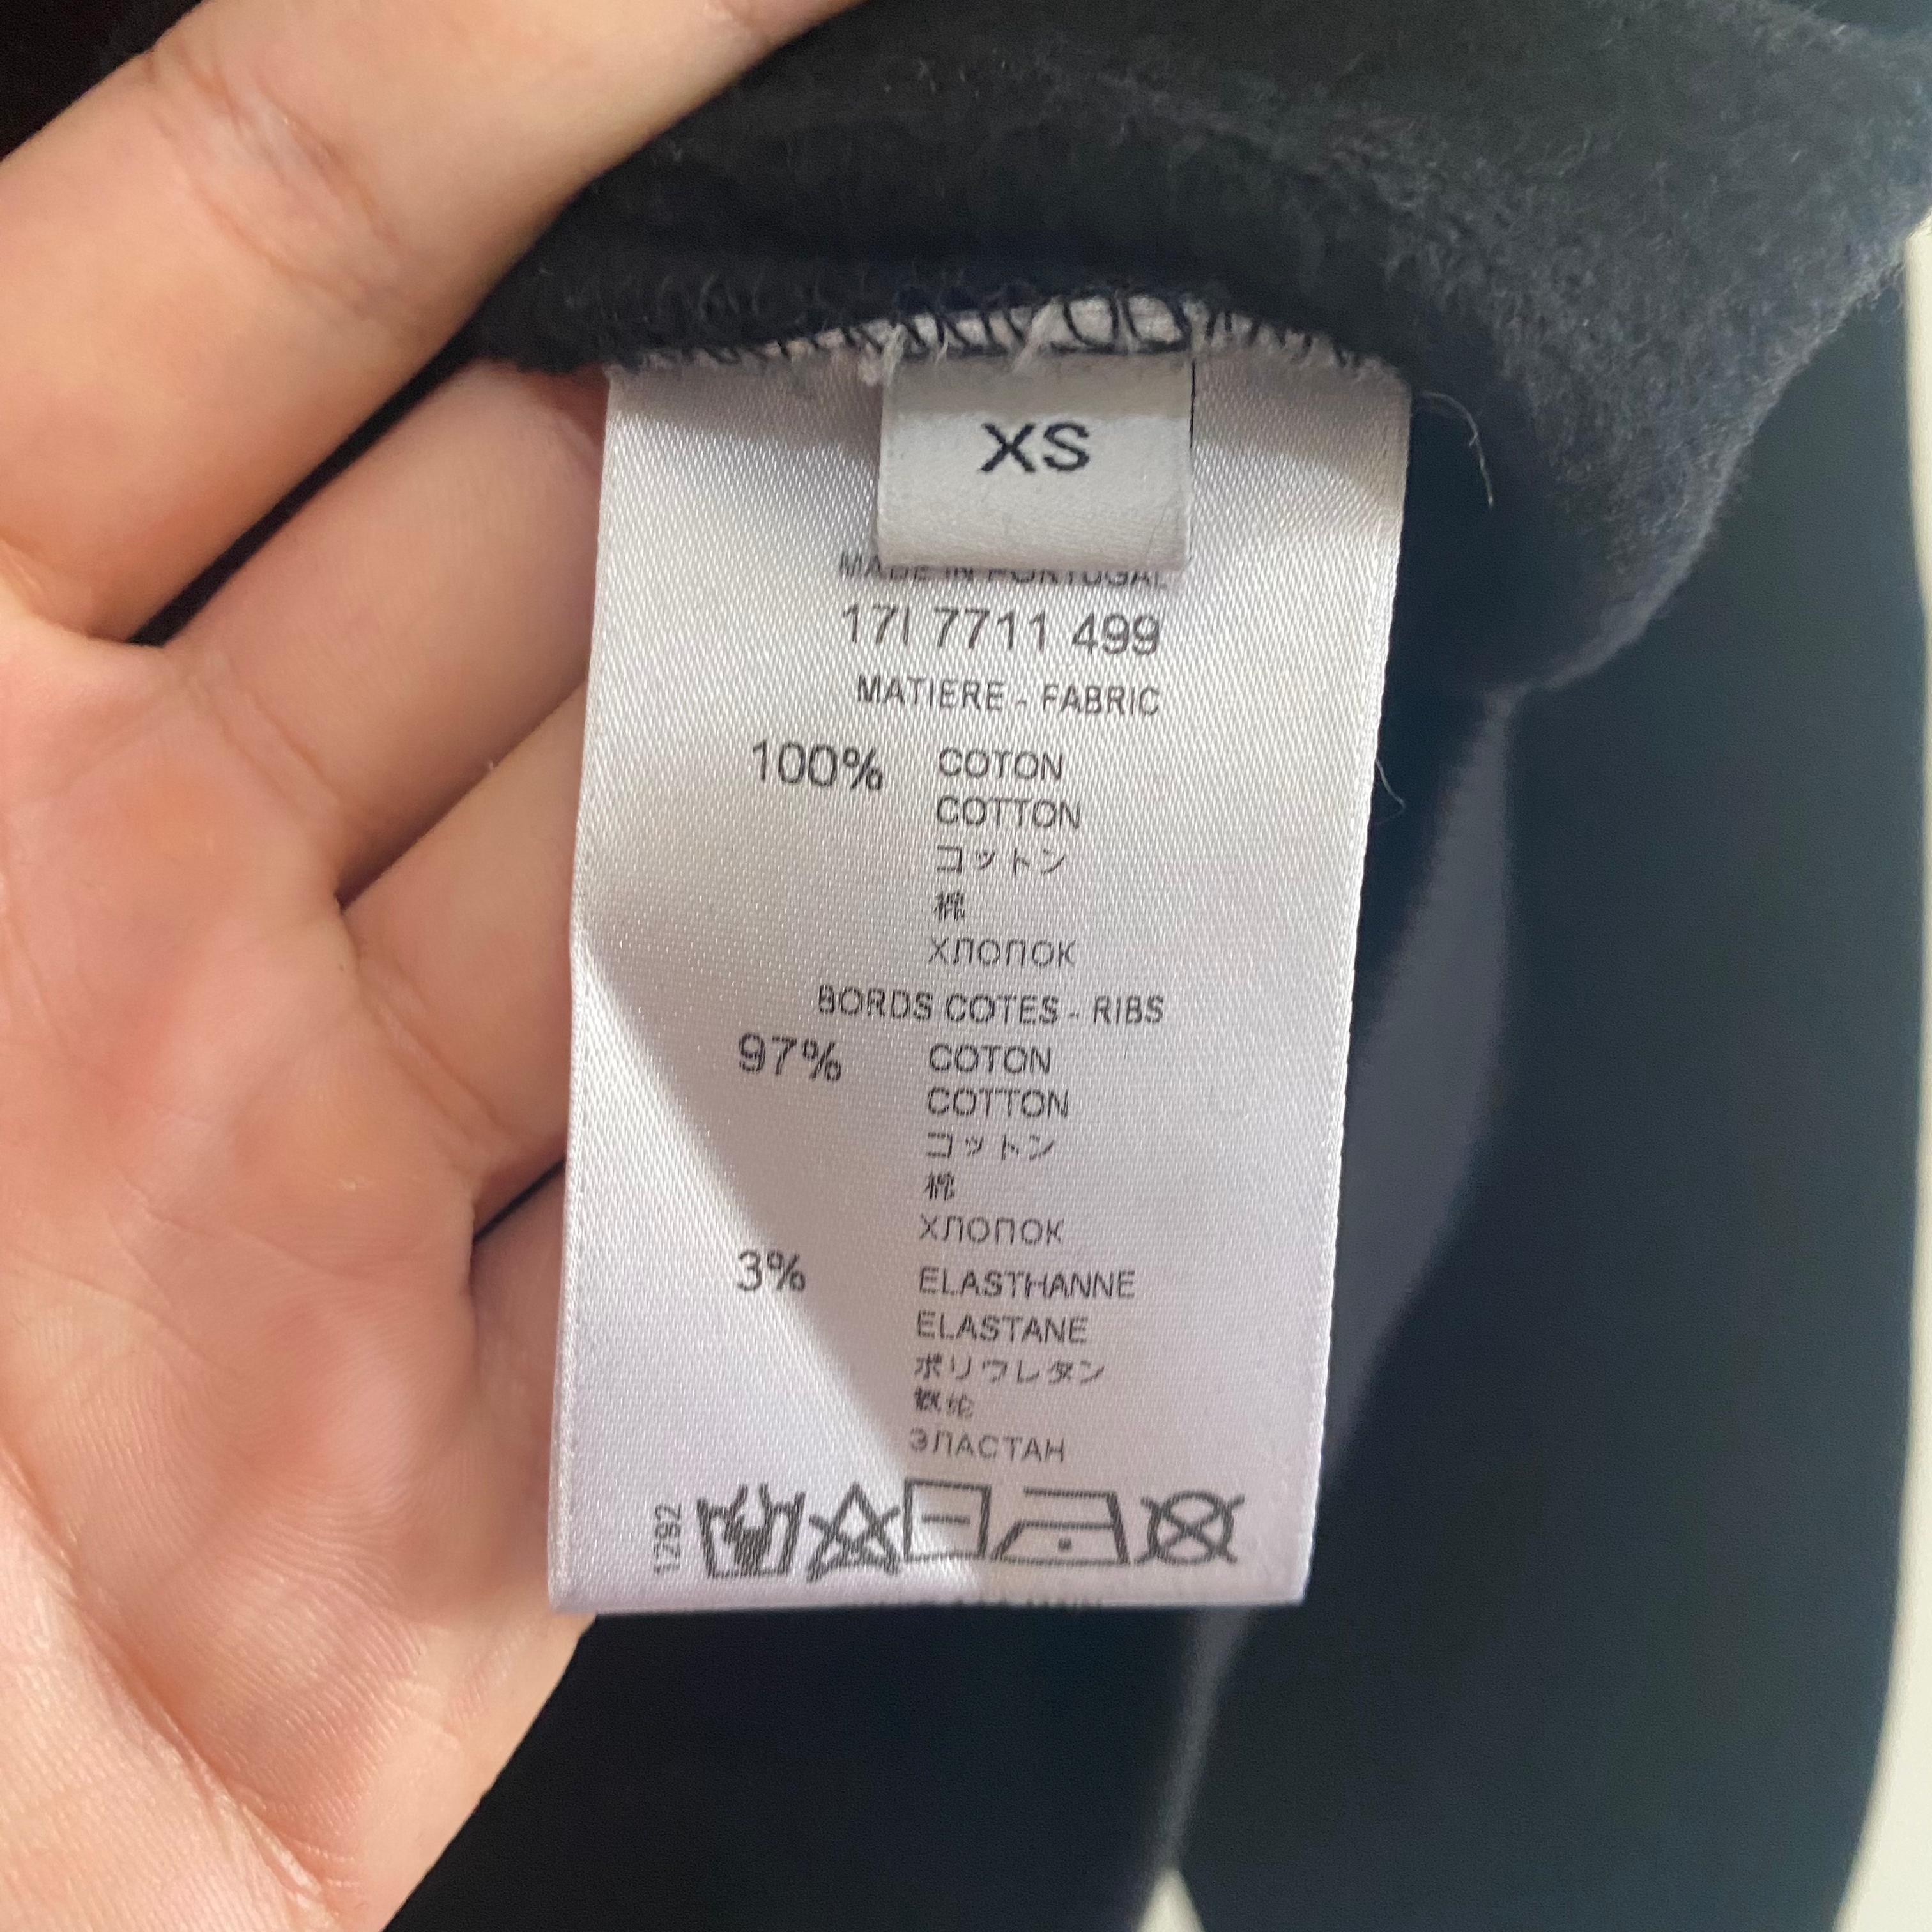 XS
MADE IN PORTUGAL
17I 7711 499
MATIERE - FABRIC
100% COTON
COTTON
コットン
棉
ХЛОПОК
BORDS COTES - RIBS
97% COTON
COTTON
コットン
棉
ХЛОПОК
3% ELASTHANNE
ELASTANE
ポリウレタン
ЭЛАСТАН
1292